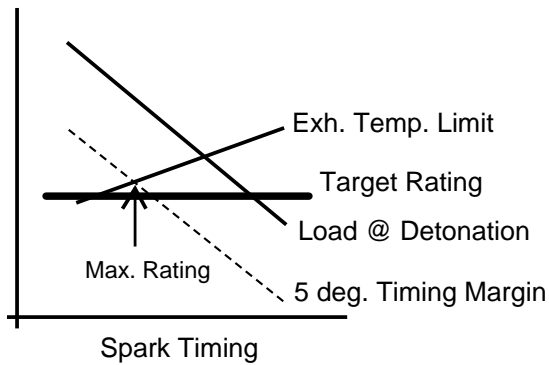 Exh. Temp. Limit
Target Rating
Load @ Detonation
Max. Rating
5 deg. Timing Margin
Spark Timing